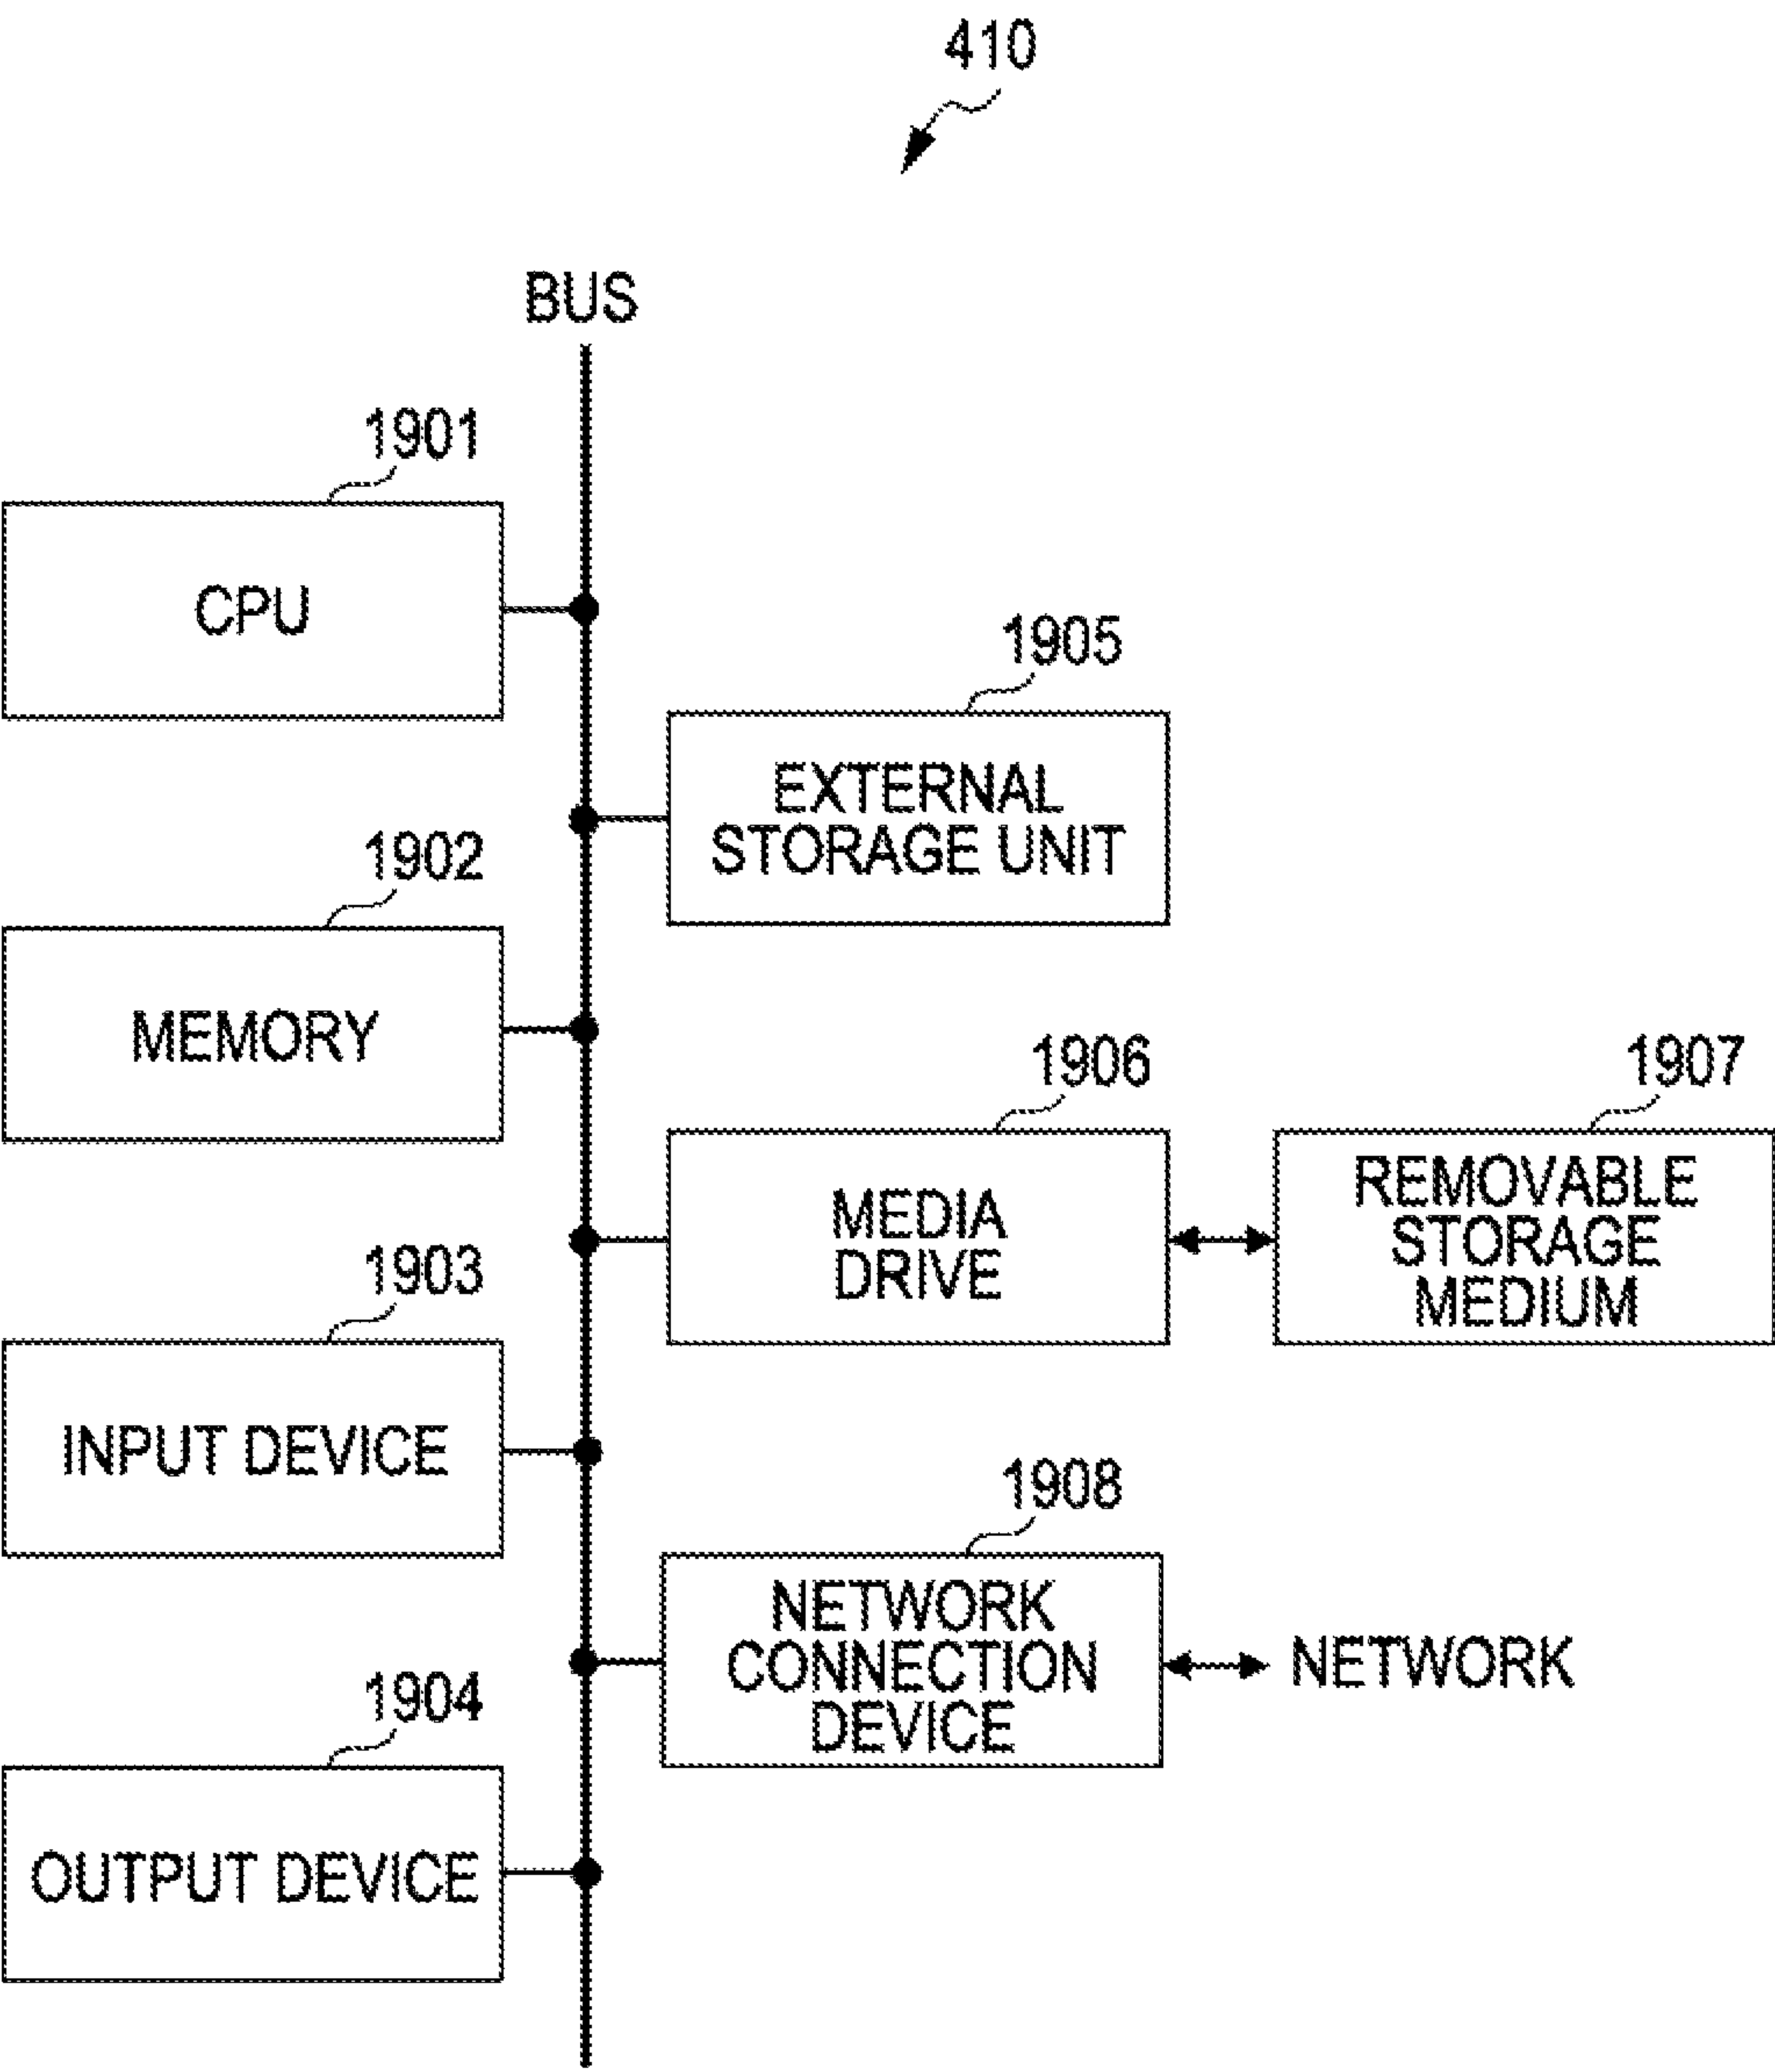 410
BUS
1901
CPU
1905
EXTERNAL
STORAGE UNIT
1902
MEMORY
1906
MEDIA
DRIVE
1907
REMOVABLE
STORAGE
MEDIUM
1903
INPUT DEVICE
1908
NETWORK
CONNECTION
DEVICE
NETWORK
1904
OUTPUT DEVICE